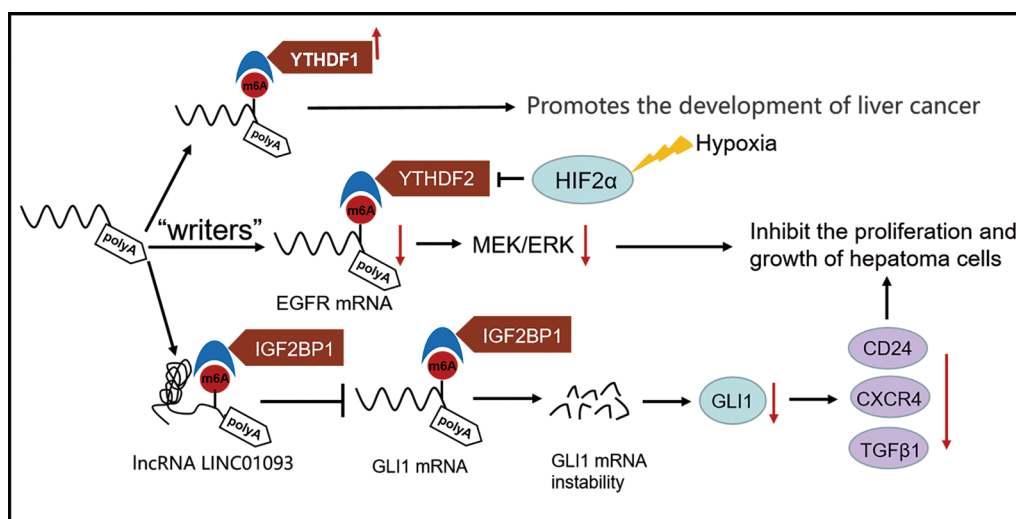 YTHDF1
m6A
polyA
Promotes the development of liver cancer
Hypoxia
YTHDF2
HIF2α
m6A
polyA
"writers"
polyA
MEK/ERK
Inhibit the proliferation and
growth of hepatoma cells
EGFR mRNA
IGF2BP1
m6A
polyA
lncRNA LINC01093
IGF2BP1
m6A
polyA
GLI1 mRNA
GLI1 mRNA
instability
GLI1
CD24
CXCR4
TGFβ1